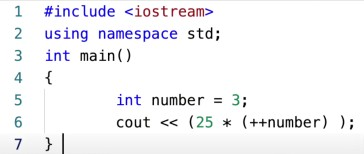 1 #include <iostream>
2 using namespace std;
3 int main()
4 {
5 int number = 3;
6 cout << (25 * (++number) );
7 }